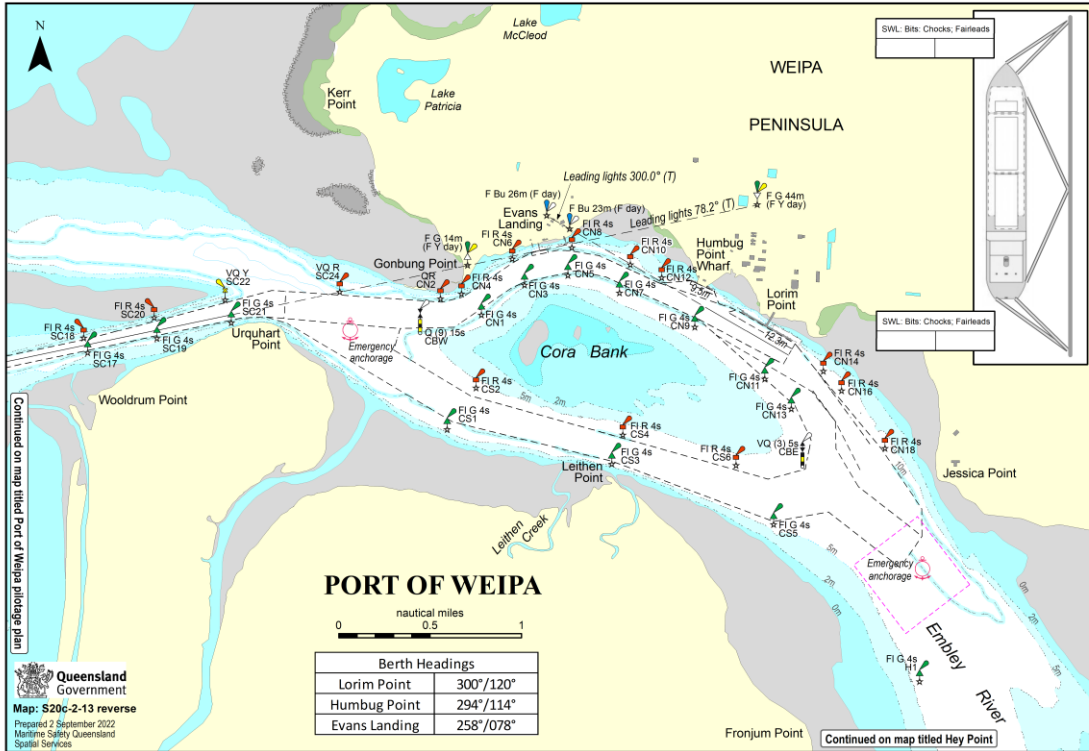 N
Lake
McCleod
Lake
Patricia
Kerr
Point
WEIPA
PENINSULA
SWL: Bits: Chocks; Fairleads
SWL: Bits: Chocks; Fairleads
Leading lights 300.0° (T)
F Bu 26m (F day)
F Bu 23m (F day)
Leading lights 78.2° (T)
F G 44m
(F Y day)
Evans
Landing
Fl R 4s
CN8
Fl R 4s
CN6
F G 14m
(F Y day)
Gonbung Point
QR
CN2
Fl R 4s
CN4
Fl R 4s
CN10
Humbug
Point
Wharf
Fl R 4s
CN12
9.5m
Lorim
Point
12.3m
VQ Y
SC22
VQ R
SC24
Fl R 4s
SC20
Fl R 4s
SC18
Fl G 4s
SC21
Fl G 4s
SC19
Fl G 4s
SC17
Urquhart
Point
Emergency
anchorage
Q (9) 15s
CBW
Fl G 4s
CN1
Fl G 4s
CN3
Fl G 4s
CN5
Fl G 4s
CN7
Fl G 4s
CN9
Cora Bank
Fl G 4s
CN11
Fl G 4s
CN13
Fl R 4s
CN14
Fl R 4s
CN16
Fl R 4s
CN18
10m
Jessica Point
Wooldrum Point
Fl R 4s
CS2
5m
2m
Fl G 4s
CS1
Fl R 4s
CS4
Fl G 4s
CS3
Fl R 4s
CS6
VQ (3) 5s
CBE
Leithen
Point
Leithen
Creek
Fl G 4s
CS5
5m
2m
0m
Emergency
anchorage
0m
2m
5m
Embley
River
Fl G 4s
H1
Continued on map titled Port of Weipa pilotage plan
PORT OF WEIPA
nautical miles
0 0.5 1
Berth Headings
Lorim Point 300°/120°
Humbug Point 294°/114°
Evans Landing 258°/078°
Queensland
Government
Map: S20c-2-13 reverse
Prepared 2 September 2022
Maritime Safety Queensland
Spatial Services
Fronjum Point
Continued on map titled Hey Point